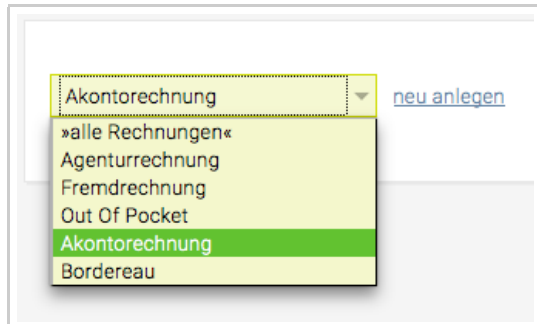 Akontorechnung neu anlegen
»alle Rechnungen«
Agenturrechnung
Fremdrechnung
Out Of Pocket
Akontorechnung
Bordereau